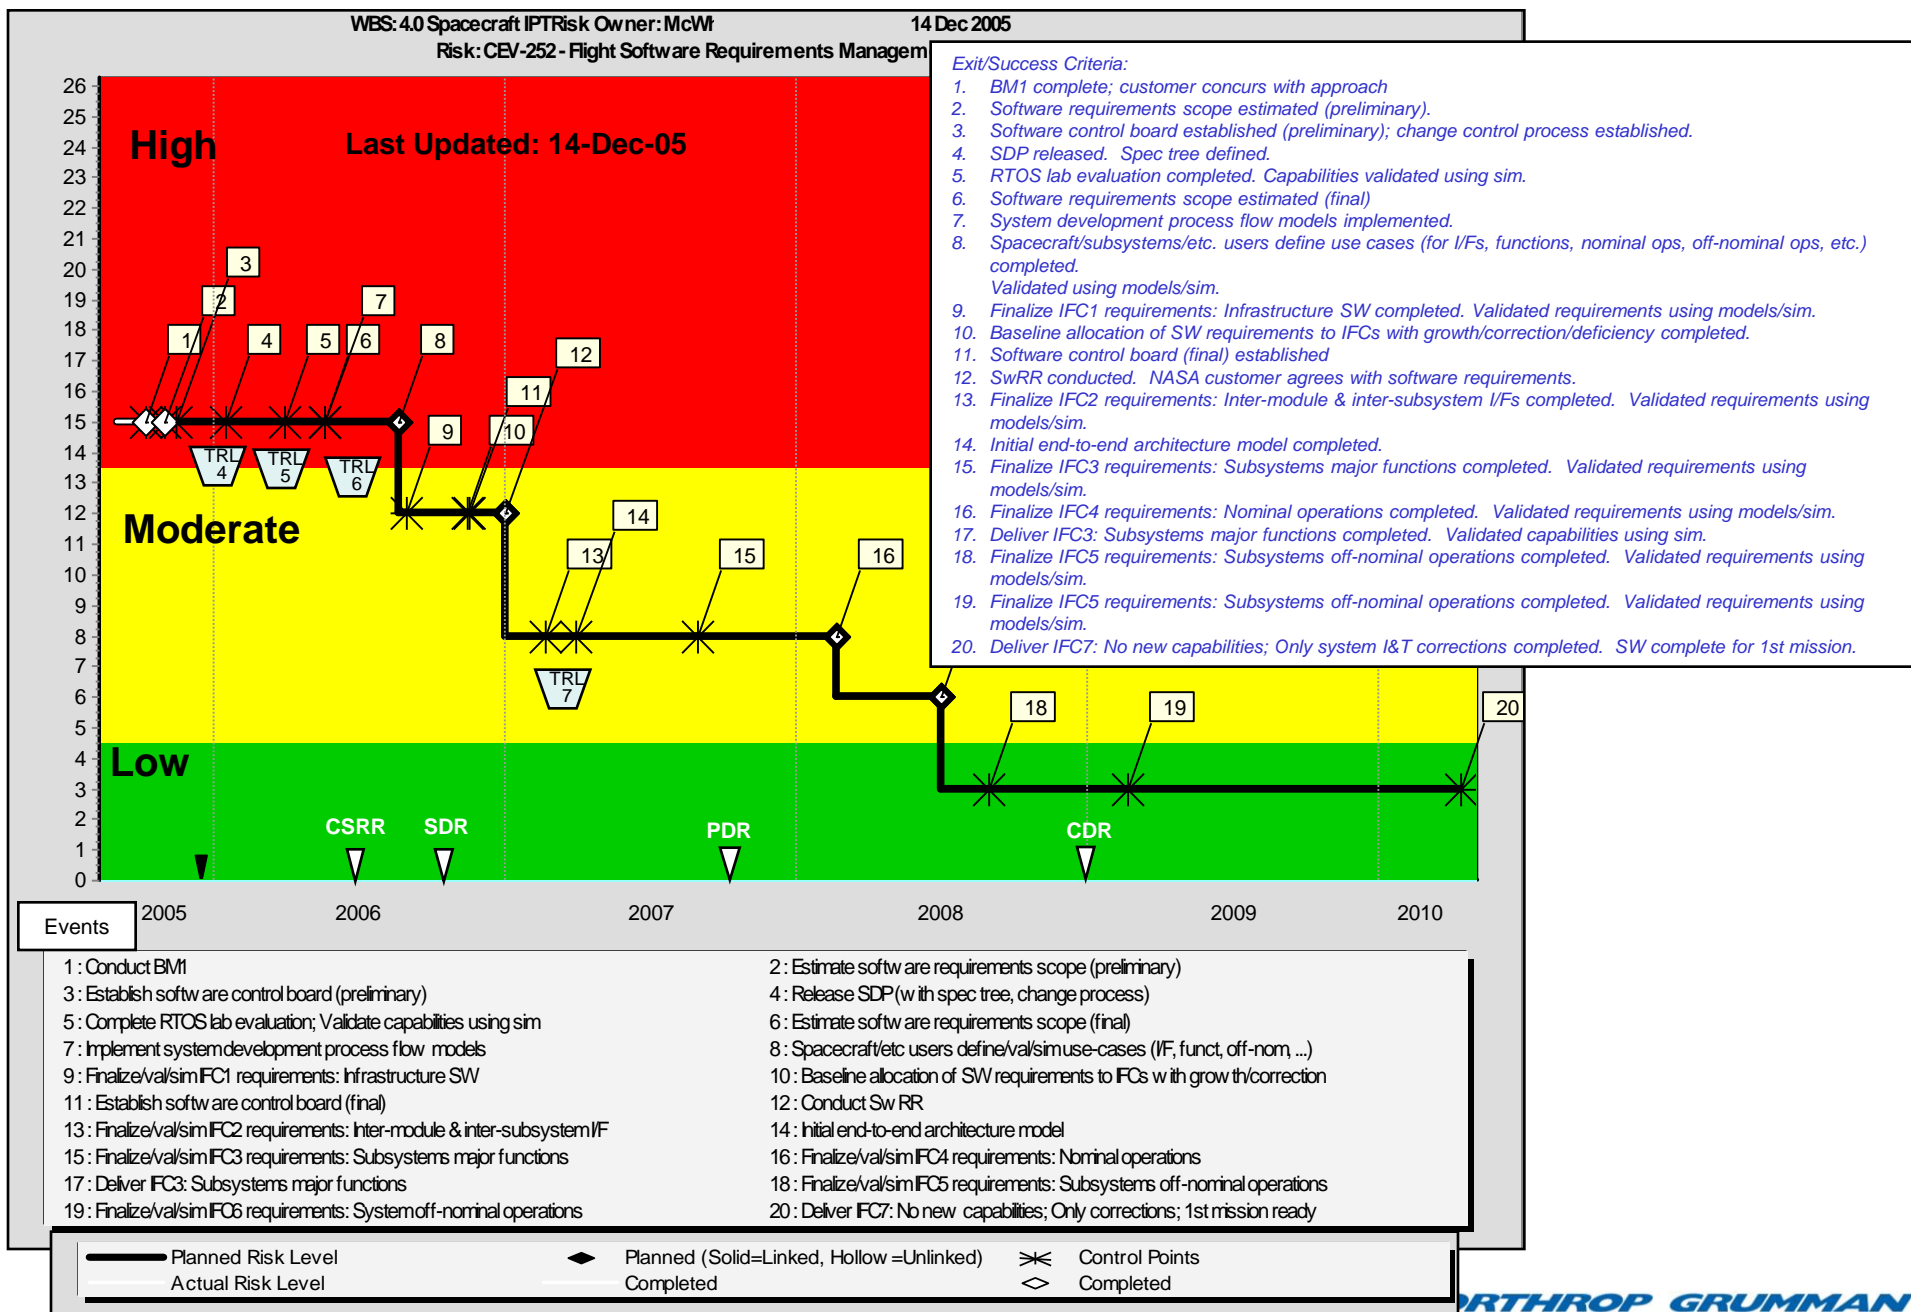 WBS: 4.0 Spacecraft IPTRisk Owner: McWh 14 Dec 2005
Risk: CEV-252 - Flight Software Requirements Managem
Exit/Success Criteria:
1. BM1 complete; customer concurs with approach
2. Software requirements scope estimated (preliminary).
3. Software control board established (preliminary); change control process established.
4. SDP released. Spec tree defined.
5. RTOS lab evaluation completed. Capabilities validated using sim.
6. Software requirements scope estimated (final)
7. System development process flow models implemented.
8. Spacecraft/subsystems/etc. users define use cases (for I/Fs, functions, nominal ops, off-nominal ops, etc.)
completed.
Validated using models/sim.
9. Finalize IFC1 requirements: Infrastructure SW completed. Validated requirements using models/sim.
10. Baseline allocation of SW requirements to IFCs with growth/correction/deficiency completed.
11. Software control board (final) established
12. SwRR conducted. NASA customer agrees with software requirements.
13. Finalize IFC2 requirements: Inter-module & inter-subsystem I/Fs completed. Validated requirements using
models/sim.
14. Initial end-to-end architecture model completed.
15. Finalize IFC3 requirements: Subsystems major functions completed. Validated requirements using
models/sim.
16. Finalize IFC4 requirements: Nominal operations completed. Validated requirements using models/sim.
17. Deliver IFC3: Subsystems major functions completed. Validated capabilities using sim.
18. Finalize IFC5 requirements: Subsystems off-nominal operations completed. Validated requirements using
models/sim.
19. Finalize IFC5 requirements: Subsystems off-nominal operations completed. Validated requirements using
models/sim.
20. Deliver IFC7: No new capabilities; Only system I&T corrections completed. SW complete for 1st mission.
26
25
24
23
22
21
20
19
18
17
16
15
14
13
12
11
10
9
8
7
6
5
4
3
2
1
0
High
Last Updated: 14-Dec-05
Moderate
Low
3
2
7
1
4
5
6
8
12
11
9
10
14
13
15
16
18
19
20
TRL
4
TRL
5
TRL
6
TRL
7
CSRR
SDR
PDR
CDR
2005
2006
2007
2008
2009
2010
Events
1 : Conduct BM1
2 : Estimate software requirements scope (preliminary)
3 : Establish software control board (preliminary)
4 : Release SDP (with spec tree, change process)
5 : Complete RTOS lab evaluation; Validate capabilities using sim
6 : Estimate software requirements scope (final)
7 : Implement system development process flow models
8 : Spacecraft/etc users define/val/sim use-cases (I/F, funct, off-nom, ...)
9 : Finalize/val/sim IFC1 requirements: Infrastructure SW
10 : Baseline allocation of SW requirements to IFCs with growth/correction
11 : Establish software control board (final)
12 : Conduct SwRR
13 : Finalize/val/sim IFC2 requirements: Inter-module & inter-subsystem I/F
14 : Initial end-to-end architecture model
15 : Finalize/val/sim IFC3 requirements: Subsystems major functions
16 : Finalize/val/sim IFC4 requirements: Nominal operations
17 : Deliver IFC3: Subsystems major functions
18 : Finalize/val/sim IFC5 requirements: Subsystems off-nominal operations
19 : Finalize/val/sim IFC6 requirements: System off-nominal operations
20 : Deliver IFC7: No new capabilities; Only corrections; 1st mission ready
Planned Risk Level
Planned (Solid=Linked, Hollow =Unlinked)
Control Points
Actual Risk Level
Completed
Completed
ORTHROP GRUMMAN